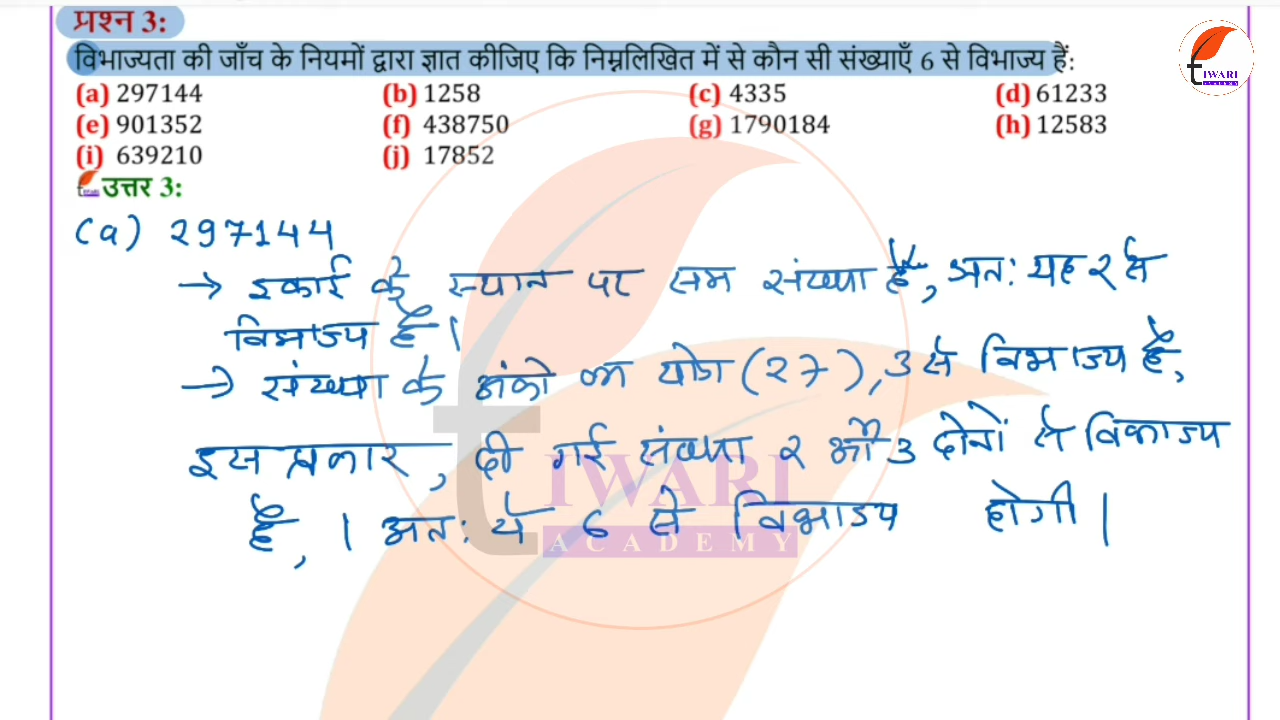 प्रश्न 3:
विभाज्यता की जाँच के नियमों द्वारा ज्ञात कीजिए कि निम्नलिखित में से कौन सी संख्याएँ 6 से विभाज्य हैं:
(a) 297144 (b) 1258 (c) 4335 (d) 61233
(e) 901352 (f) 438750 (g) 1790184 (h) 12583
(i) 639210 (j) 17852
उत्तर 3:
(a) 297144
→ इकाई के स्थान पर सम संख्या है, अतः यह 2 से
विभाज्य है।
→ संख्या के अंको का योग (27), 3 से विभाज्य है,
इस प्रकार, दी गई संख्या 2 और 3 दोनों से विभाज्य
है, । अतः ये 6 से विभाज्य होगी।
TIWARI
ACADEMY
TIWARI
ACADEMY